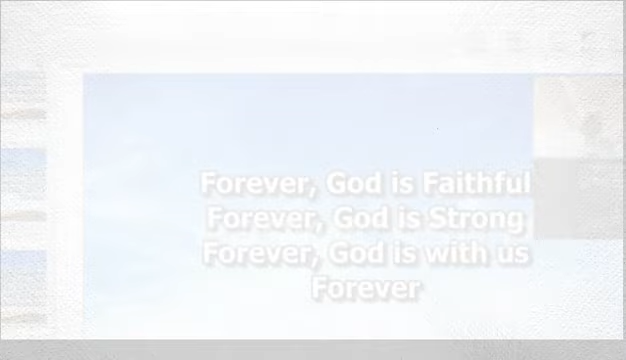 Forever, God is Faithful
Forever, God is Strong
Forever, God is with us
Forever